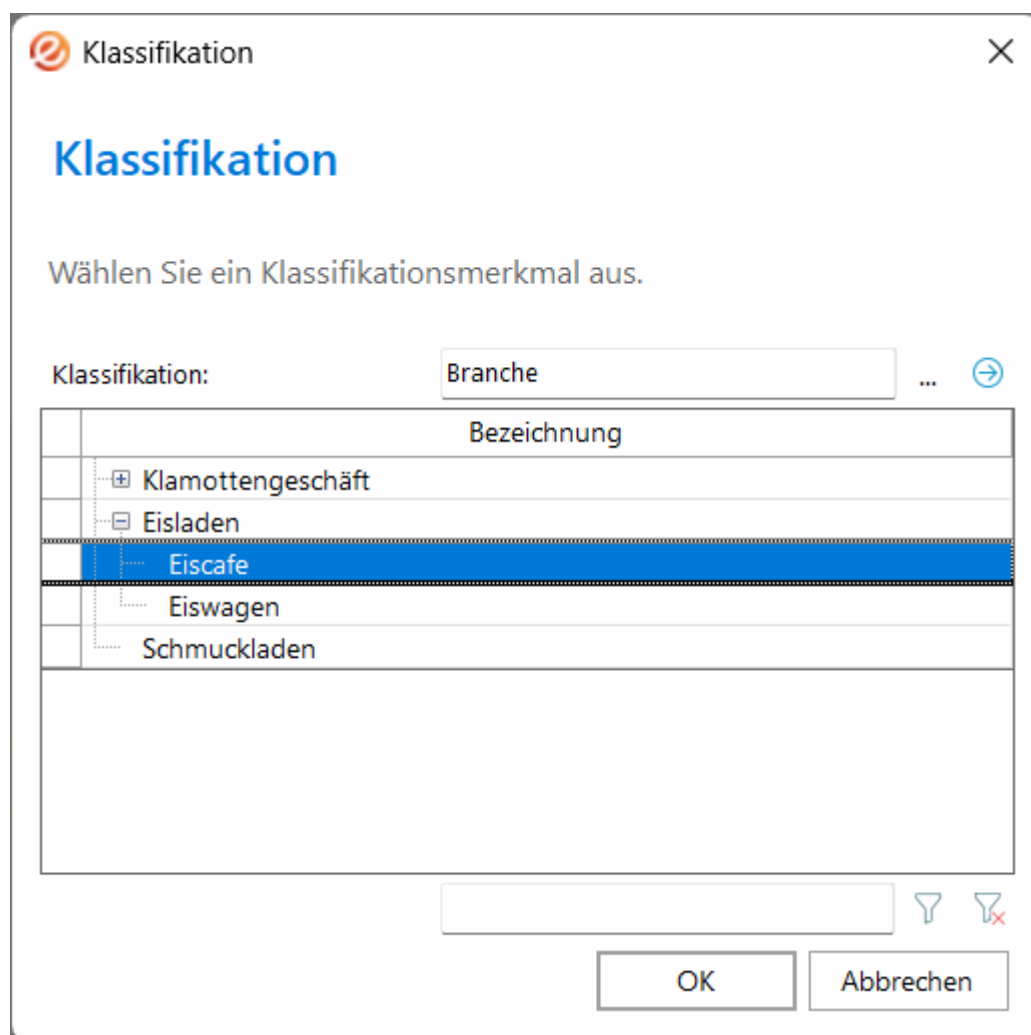 Klassifikation
Klassifikation
Wählen Sie ein Klassifikationsmerkmal aus.
Klassifikation: Branche ...
Bezeichnung
Klamottengeschäft
Eisladen
Eiscafe
Eiswagen
Schmuckladen
OK Abbrechen